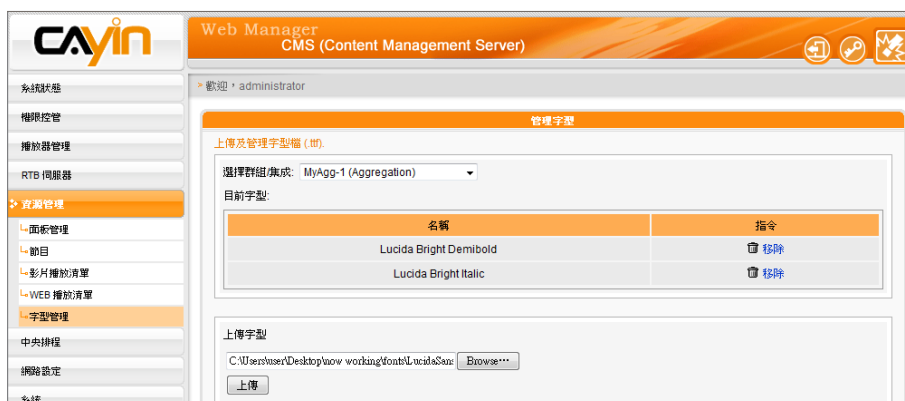 CAYIN
Web Manager
CMS (Content Management Server)
系統狀態
權限控管
播放器管理
RTB 伺服器
資源管理
面板管理
節目
影片播放清單
WEB 播放清單
字型管理
中央排程
網路設定
系統
歡迎，administrator
管理字型
上傳及管理字型檔 (.ttf).
選擇群組/集成: MyAgg-1 (Aggregation)
目前字型:
名稱 指令
Lucida Bright Demibold 移除
Lucida Bright Italic 移除
上傳字型
C:\Users\user\Desktop\now working\fonts\LucidaSans Browse…
上傳